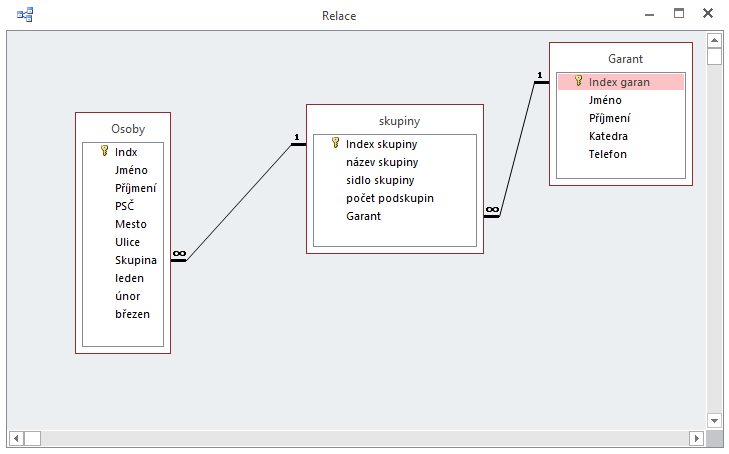 Relace
Osoby
Indx
Jméno
Příjmení
PSČ
Mesto
Ulice
Skupina
leden
únor
březen
∞
1
skupiny
Index skupiny
název skupiny
sidlo skupiny
počet podskupin
Garant
∞
1
Garant
Index garan
Jméno
Příjmení
Katedra
Telefon